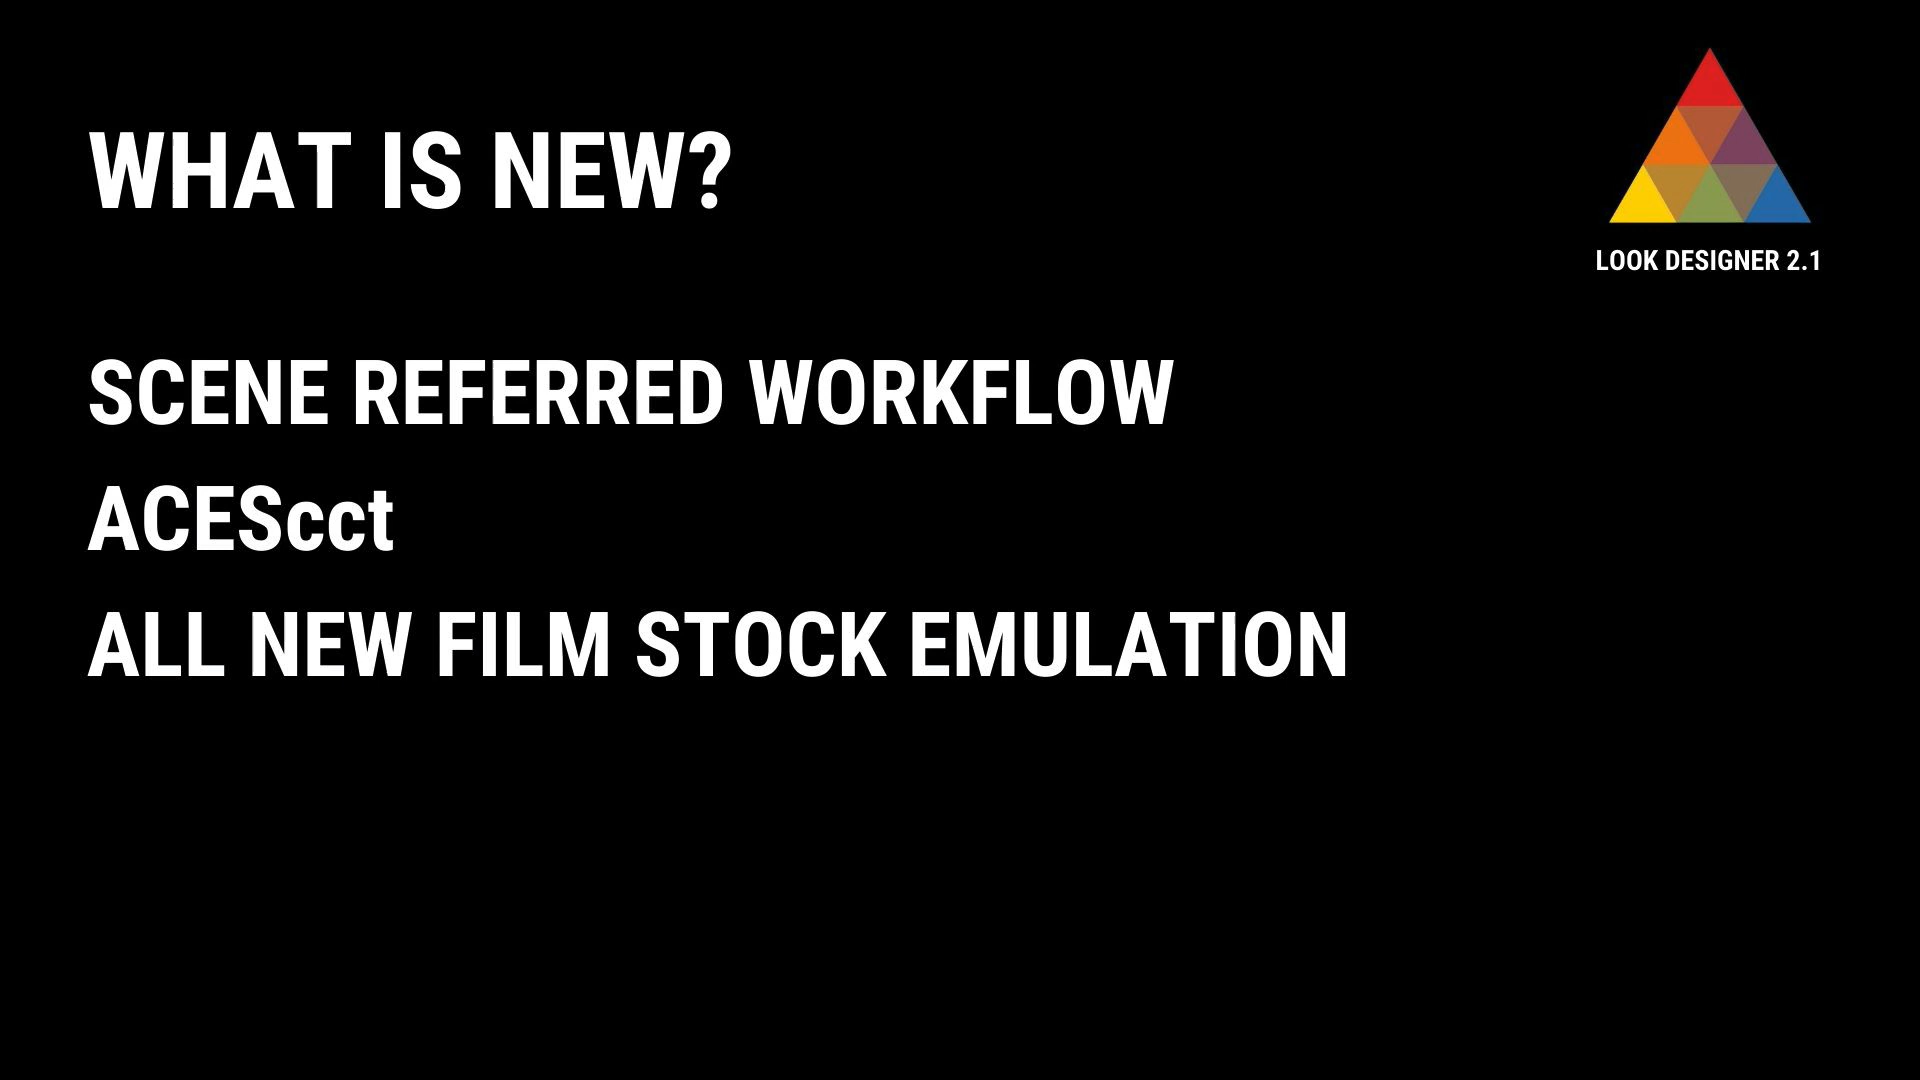 WHAT IS NEW?
LOOK DESIGNER 2.1
SCENE REFERRED WORKFLOW
ACEScct
ALL NEW FILM STOCK EMULATION